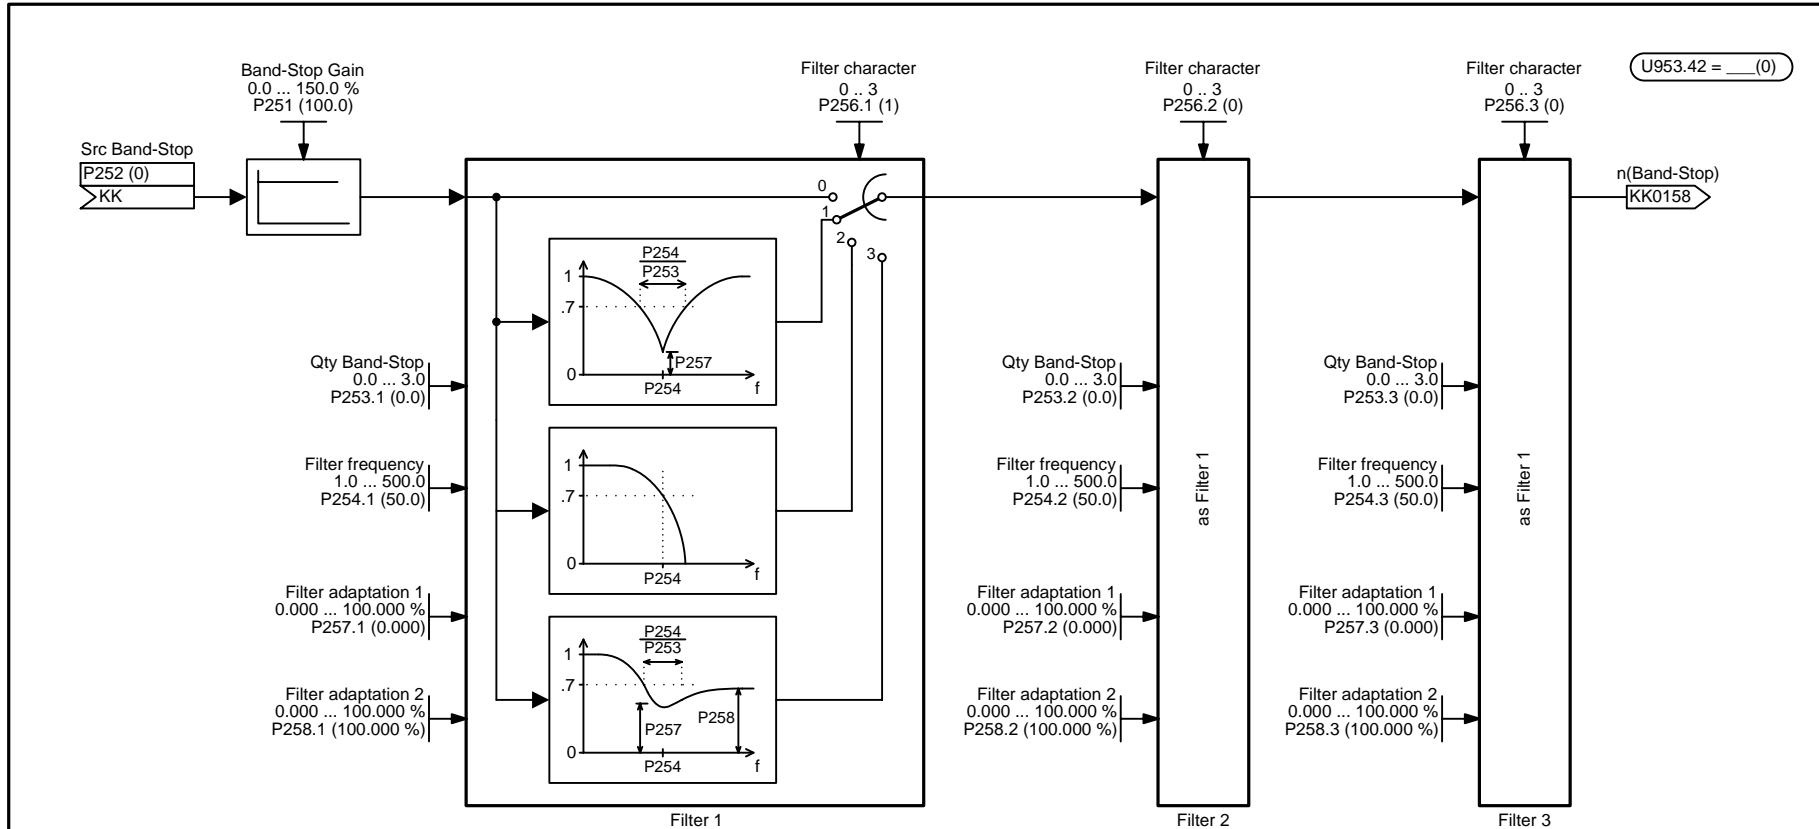 Band-Stop Gain
0.0 ... 150.0 %
P251 (100.0)
Filter character
0 .. 3
P256.1 (1)
Filter character
0 .. 3
P256.2 (0)
Filter character
0 .. 3
P256.3 (0)
U953.42 = ___(0)
Src Band-Stop
P252 (0)
KK
n(Band-Stop)
KK0158
0
1
2
3
P254
P253
1
.7
0
P257
P254
f
1
.7
0
P254
f
P254
P253
1
.7
0
P257
P258
P254
f
Qty Band-Stop
0.0 ... 3.0
P253.1 (0.0)
Filter frequency
1.0 ... 500.0
P254.1 (50.0)
Filter adaptation 1
0.000 ... 100.000 %
P257.1 (0.000)
Filter adaptation 2
0.000 ... 100.000 %
P258.1 (100.000 %)
Filter 1
Qty Band-Stop
0.0 ... 3.0
P253.2 (0.0)
Filter frequency
1.0 ... 500.0
P254.2 (50.0)
Filter adaptation 1
0.000 ... 100.000 %
P257.2 (0.000)
Filter adaptation 2
0.000 ... 100.000 %
P258.2 (100.000 %)
as Filter 1
Filter 2
Qty Band-Stop
0.0 ... 3.0
P253.3 (0.0)
Filter frequency
1.0 ... 500.0
P254.3 (50.0)
Filter adaptation 1
0.000 ... 100.000 %
P257.3 (0.000)
Filter adaptation 2
0.000 ... 100.000 %
P258.3 (100.000 %)
as Filter 1
Filter 3